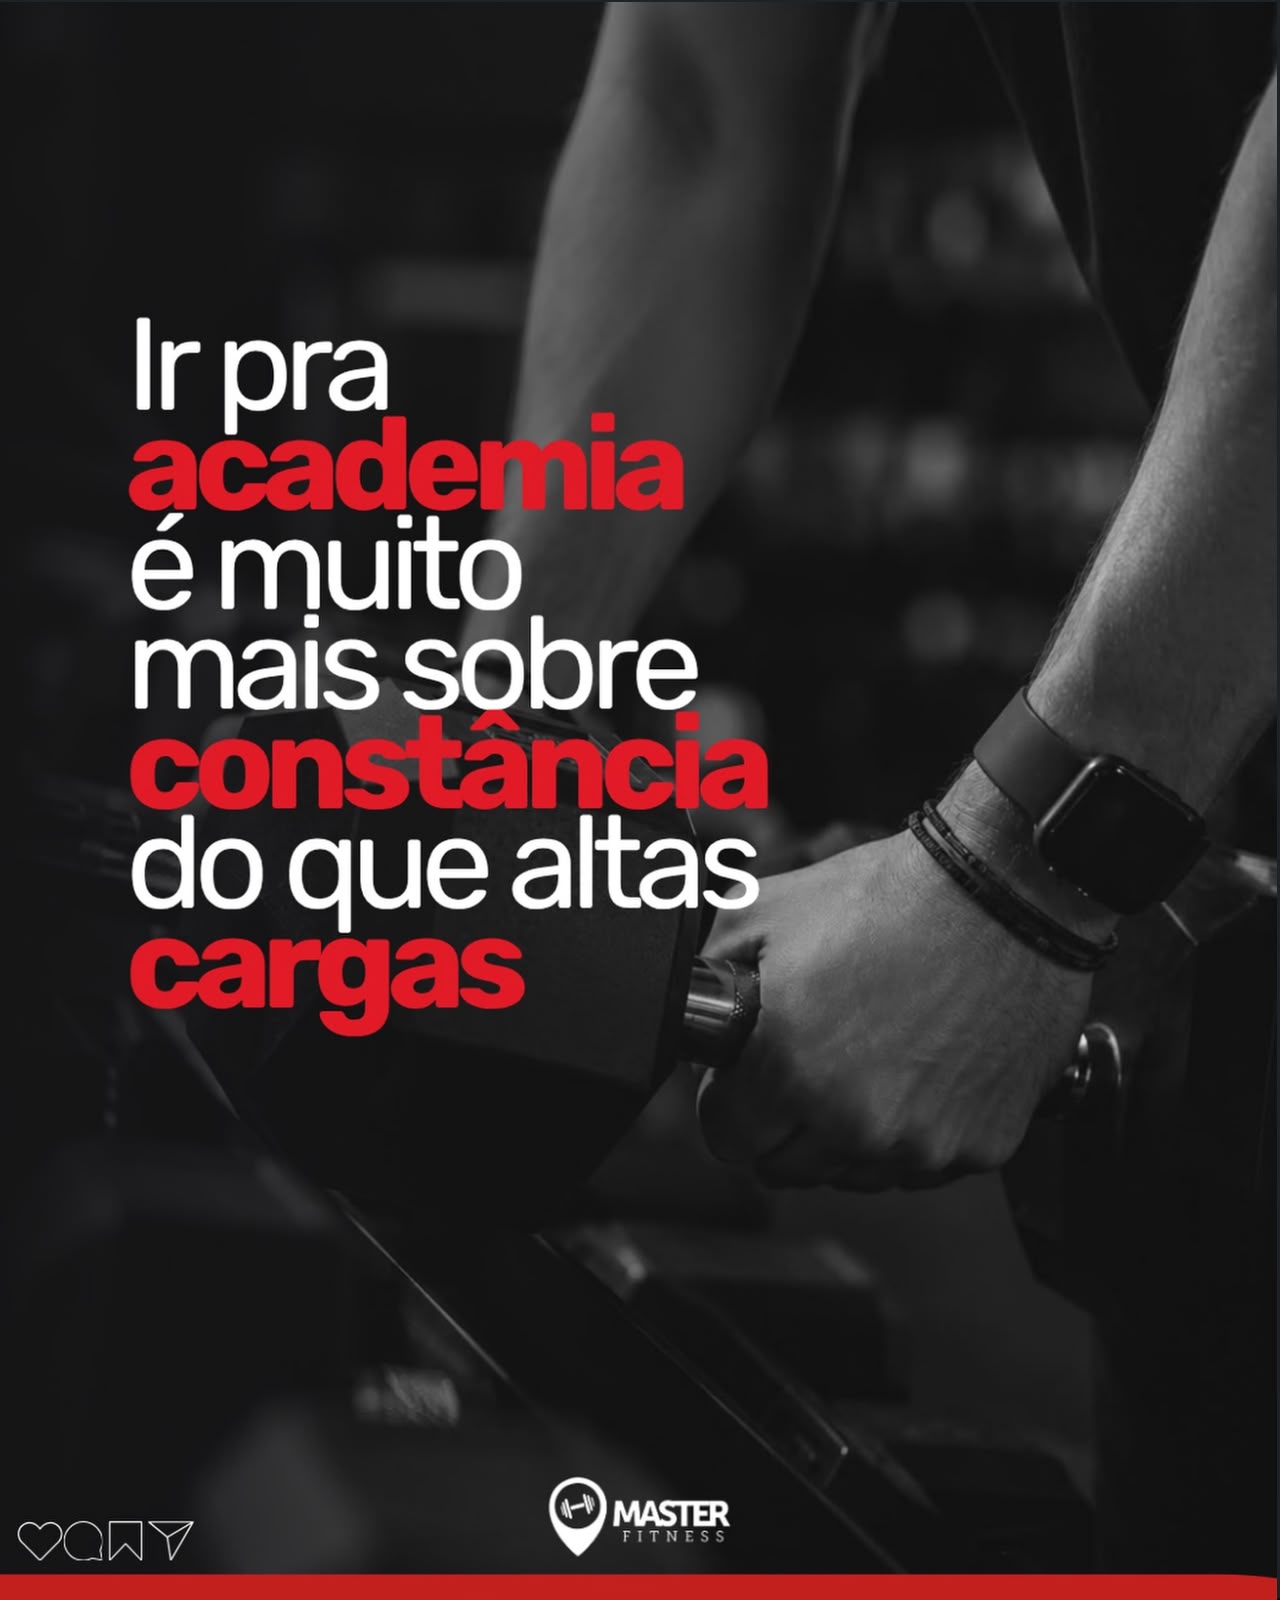 Ir pra
academia
é muito
mais sobre
constância
do que altas
cargas
MASTER
FITNESS